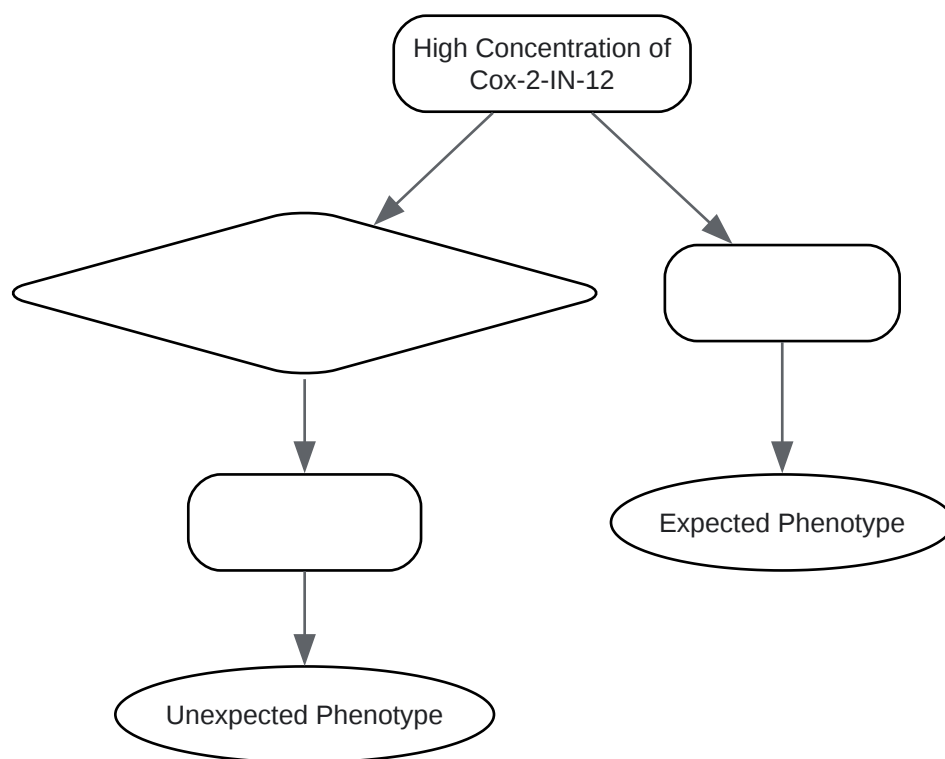 High Concentration of
Cox-2-IN-12
Expected Phenotype
Unexpected Phenotype